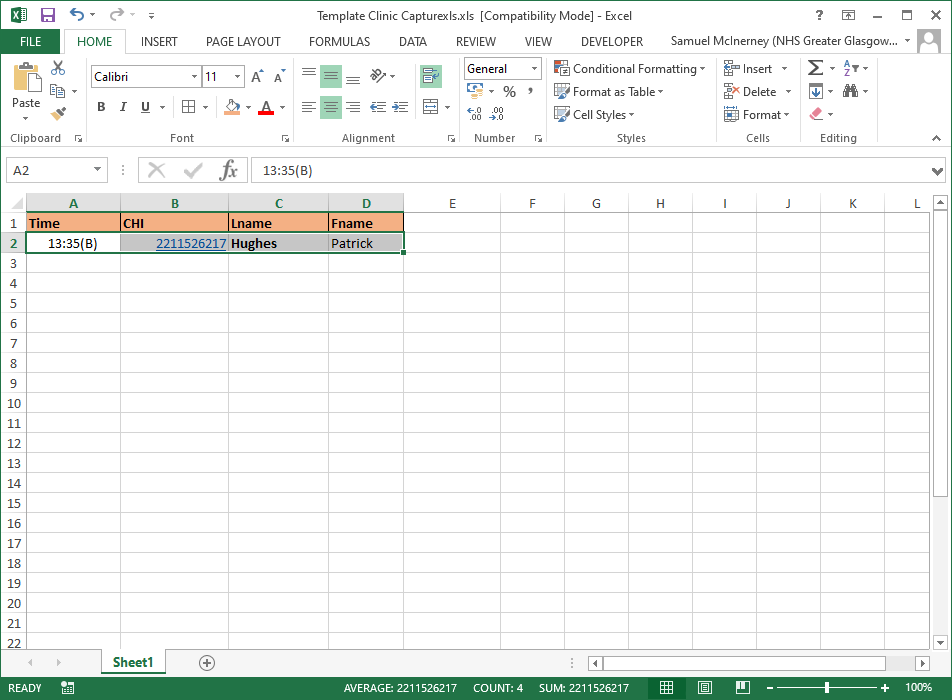 Template Clinic Capturexls.xls [Compatibility Mode] - Excel
FILE HOME INSERT PAGE LAYOUT FORMULAS DATA REVIEW VIEW DEVELOPER Samuel McInerney (NHS Greater Glasgow...
Calibri 11 General Conditional Formatting Insert
Paste Format as Table Delete
Cell Styles Format
Clipboard Font Alignment Number Styles Cells Editing
A2 fx 13:35(B)
A B C D E F G H I J K L
1 Time CHI Lname Fname
2 13:35(B) 2211526217 Hughes Patrick
3
4
5
6
7
8
9
10
11
12
13
14
15
16
17
18
19
20
21
22
Sheet1
READY AVERAGE: 2211526217 COUNT: 4 SUM: 2211526217 100%